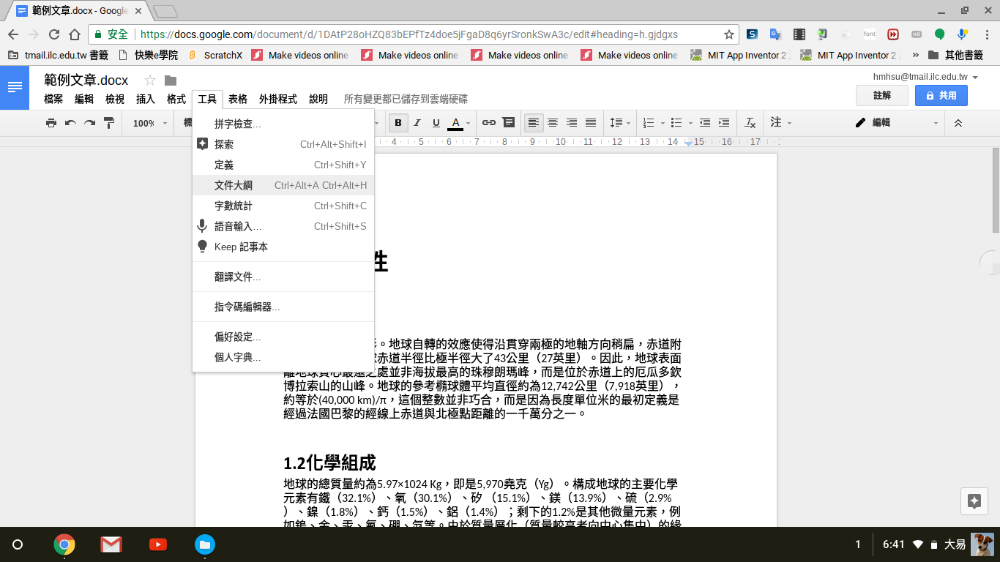 範例文章.docx - Google
安全 https://docs.google.com/document/d/1DAtP28oHZQ83bEPfTz4doe5jFgaD8q6yrSronkSwA3c/edit#heading=h.gjdgxs
tmail.ilc.edu.tw 書籤 快樂e學院 ScratchX Make videos online Make videos online Make videos online Make videos online MIT App Inventor 2 MIT App Inventor 2 » 其他書籤
範例文章.docx
hmhsu@tmail.ilc.edu.tw
檔案 編輯 檢視 插入 格式 工具 表格 外掛程式 說明 所有變更都已儲存到雲端硬碟
註解 共用
100% 標 B I U A 注 編輯
4 5 6 7 8 9 10 11 12 13 14 15 16 17
拼字檢查...
探索 Ctrl+Alt+Shift+I
定義 Ctrl+Shift+Y
文件大綱 Ctrl+Alt+A Ctrl+Alt+H
字數統計 Ctrl+Shift+C
語音輸入... Ctrl+Shift+S
Keep 記事本
翻譯文件...
指令碼編輯器...
偏好設定...
個人字典...
性
。地球自轉的效應使得沿貫穿兩極的地軸方向稍扁，赤道附
赤道半徑比極半徑大了43公里（27英里）。因此，地球表面
離地球質心最遠之處並非海拔最高的珠穆朗瑪峰，而是位於赤道上的厄瓜多欽
博拉索山的山峰。地球的參考橢球體平均直徑約為12,742公里（7,918英里），
約等於(40,000 km)/π，這個整數並非巧合，而是因為長度單位米的最初定義是
經過法國巴黎的經線上赤道與北極點距離的一千萬分之一。
1.2化學組成
地球的總質量約為5.97×1024 Kg，即是5,970堯克（Yg）。構成地球的主要化學
元素有鐵（32.1%）、氧（30.1%）、矽 （15.1%）、鎂（13.9%）、硫（2.9%
）、鎳（1.8%）、鈣（1.5%）、鋁（1.4%）；剩下的1.2%是其他微量元素，例
如鎢、金、汞、氟、硼、氙等。由於質量層化（質量較高者向中心集中）的緣
1 6:41 大易